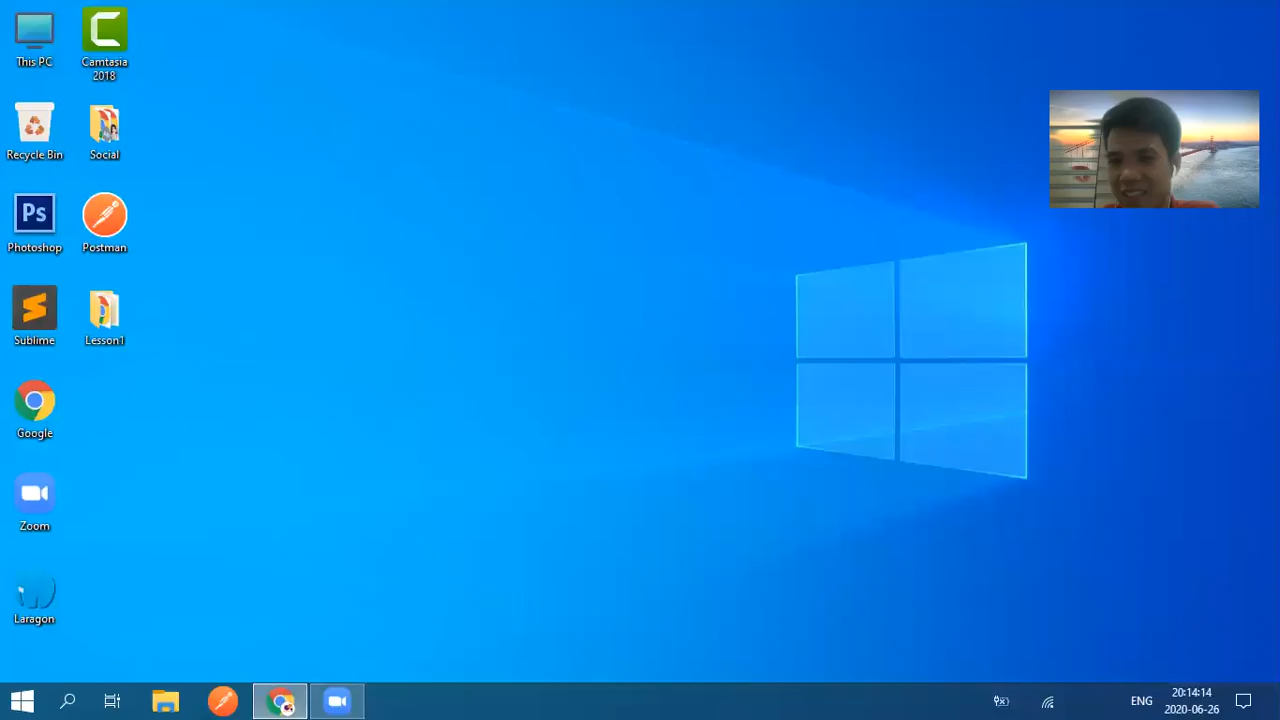 This PC
Camtasia
2018
Recycle Bin
Social
Ps
Photoshop
Postman
Sublime
Lesson1
Google
Zoom
Laragon
ENG
20:14:14
2020-06-26